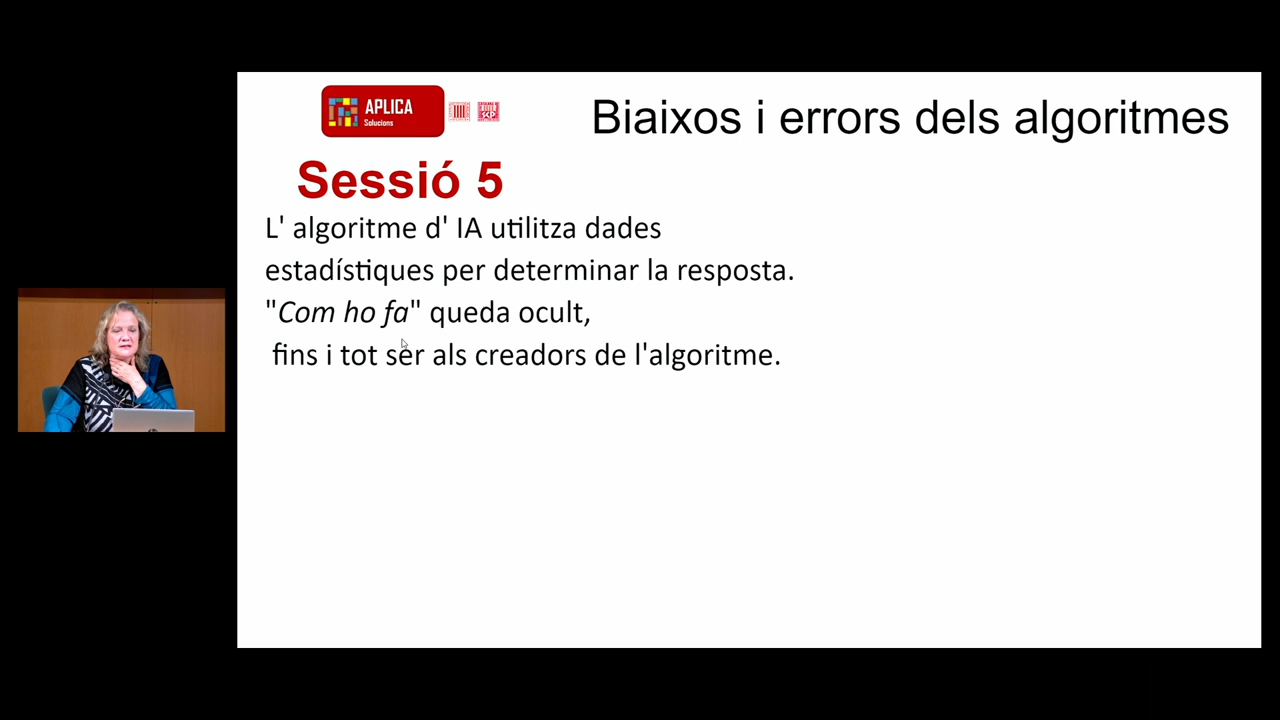 APLICA
Solucions
Biaixos i errors dels algoritmes
Sessió 5
L' algoritme d' IA utilitza dades
estadístiques per determinar la resposta.
"Com ho fa" queda ocult,
fins i tot ser als creadors de l'algoritme.